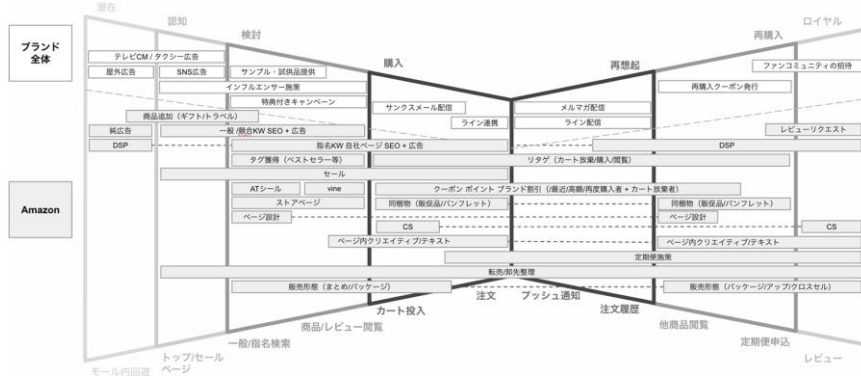 潜在
認知
検討
購入
再想起
再購入
ロイヤル
ブランド
全体
テレビCM / タクシー広告
ファンコミュニティの招待
屋外広告
SNS広告
サンプル・試供品提供
インフルエンサー施策
再購入クーポン発行
特典付きキャンペーン
サンクスメール配信
メルマガ配信
商品追加（ギフト/トラベル）
ライン連携
ライン配信
純広告
一般 /競合KW SEO + 広告
レビューリクエスト
DSP
指名KW 自社ページ SEO + 広告
DSP
タグ獲得（ベストセラー等）
リタゲ（カート放棄/購入/閲覧）
セール
Amazon
ATシール
vine
クーポン ポイント ブランド割引（/最近/高額/再度購入者 + カート放棄者）
ストアページ
同梱物（販促品/パンフレット）
同梱物（販促品/パンフレット）
ページ設計
ページ設計
CS
CS
ページ内クリエイティブ/テキスト
ページ内クリエイティブ/テキスト
定期便施策
転売/卸先整理
販売形態（まとめ/パッケージ）
販売形態（パッケージ/アップ/クロスセル）
注文
プッシュ通知
カート投入
注文履歴
商品/レビュー閲覧
他商品閲覧
一般/指名検索
定期便申込
トップ/セール
ページ
レビュー
モール内回遊